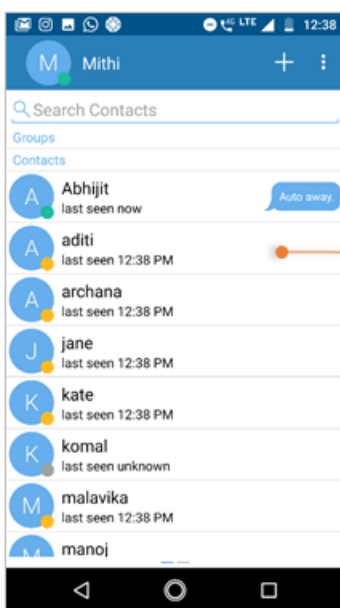 LTE 12:38
M Mithi
Search Contacts
Groups
Contacts
A Abhijit
last seen now
Auto away.
A aditi
last seen 12:38 PM
A archana
last seen 12:38 PM
J jane
last seen 12:38 PM
K kate
last seen 12:38 PM
K komal
last seen unknown
M malavika
last seen 12:38 PM
M manoj